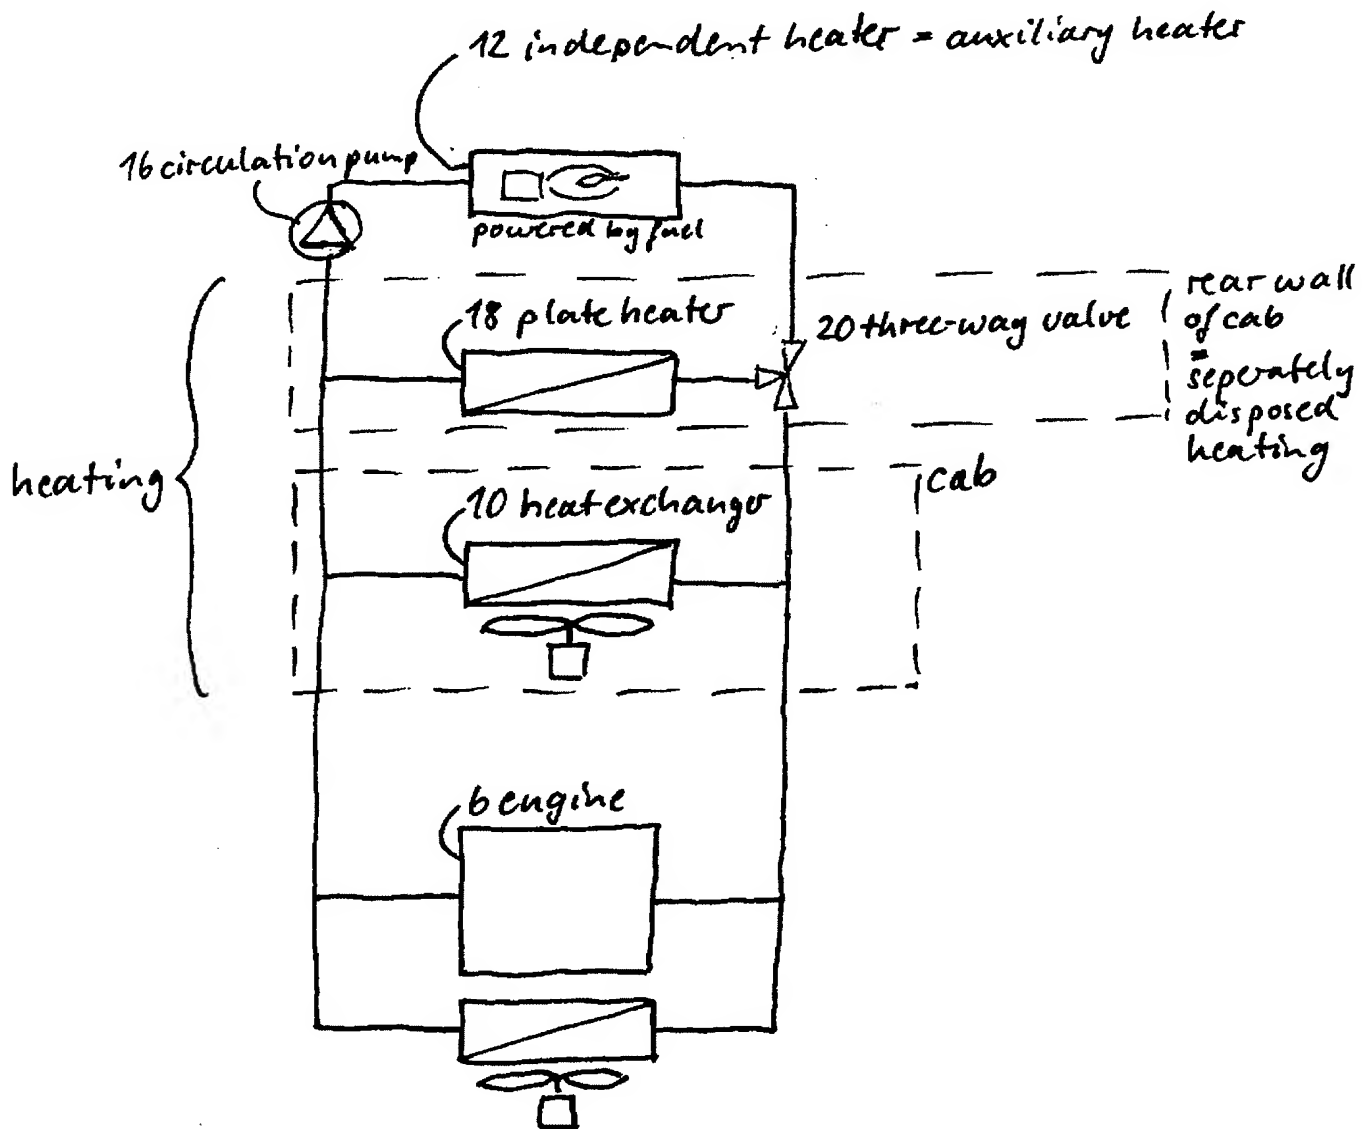 12 independent heater = auxiliary heater
16 circulation pump
powered by fuel
18 plate heater
20 three-way valve
rear wall
of cab
=
seperately
disposed
heating
heating
cab
10 heat exchanger
6 engine